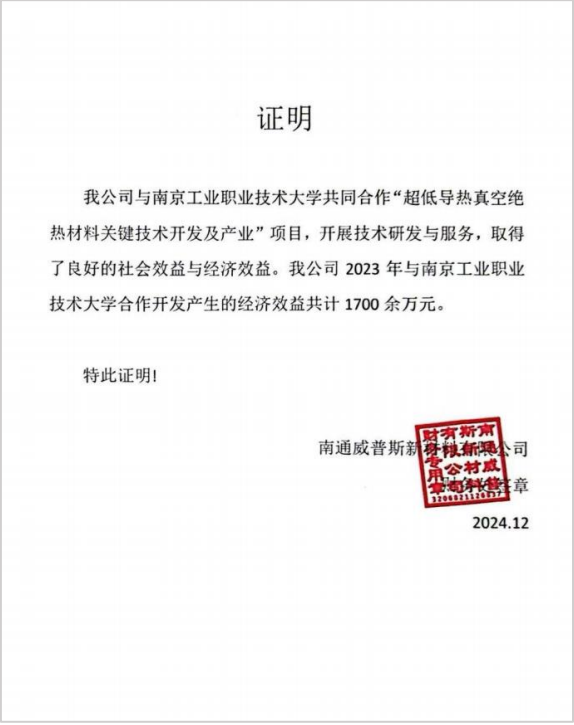 证明
我公司与南京工业职业技术大学共同合作“超低导热真空绝
热材料关键技术开发及产业”项目，开展技术研发与服务，取得
了良好的社会效益与经济效益。我公司 2023 年与南京工业职业
技术大学合作开发产生的经济效益共计 1700 余万元。
特此证明!
南通威普斯新材料有限公司
财务专用章
2024.12